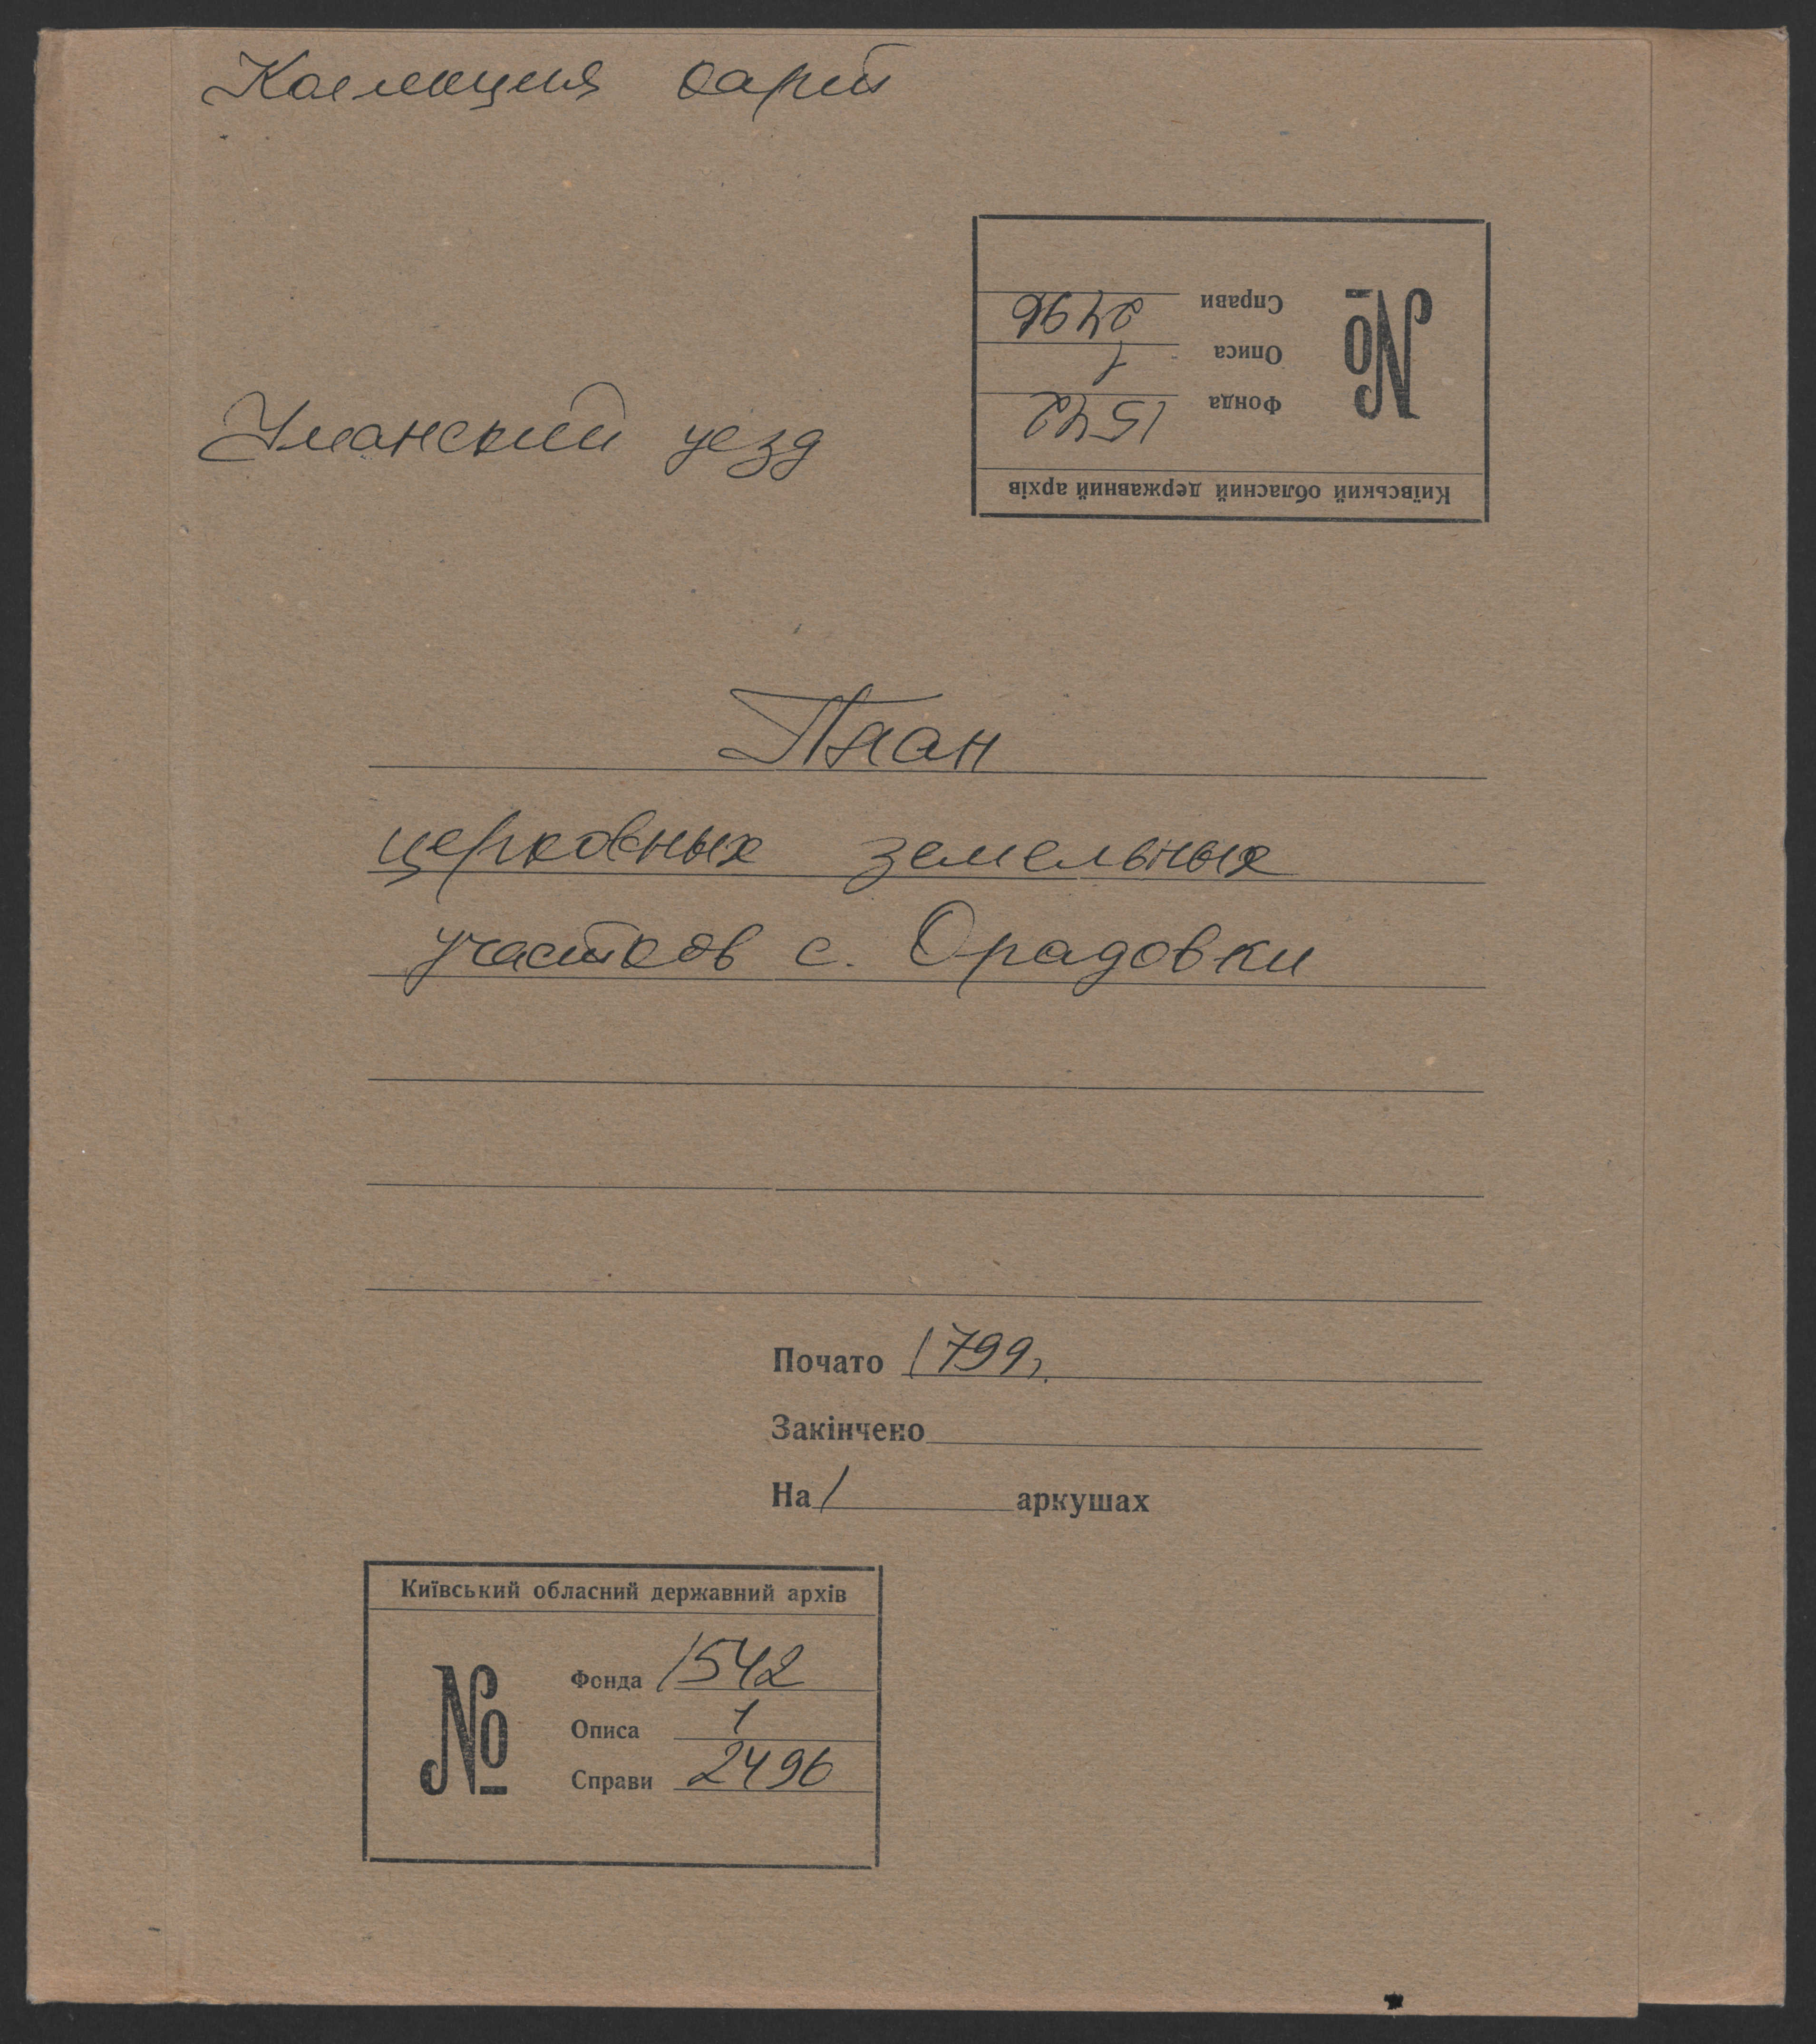 Коллекция карт
Справи 2496
Описа 1
Фонда 1542
№
Київський обласний державний архів
Уманский уезд
План
церковных земельных
участков с. Орадовки
Почато 1799г.
Закінчено
На 1 аркушах
Київський обласний державний архів
№
Фонда 1542
Описа 1
Справи 2496